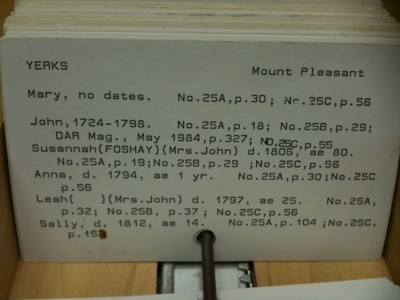 YERKS
Mount Pleasant
Mary, no dates. No.25A,p.30; No.25C,p.56
John,1724-1798. No.25A,p.18; No.25B,p.29;
DAR Mag., May 1984,p.327; NO.25C,p.55
Susannah(FOSHAY)(Mrs.John) d.1806, ae 80.
No.25A,p.19;No.25B,p.29 ;No.25C,p.56
Anna, d. 1794, ae 1 yr. No.25A,p.30;No.25C
p.56
Leah( )(Mrs.John) d. 1797, ae 25. No.25A,
p.32; No.25B, p.37; No.25C,p.56
Sally, d. 1812, ae 14. No.25A,p.104;No.25C,